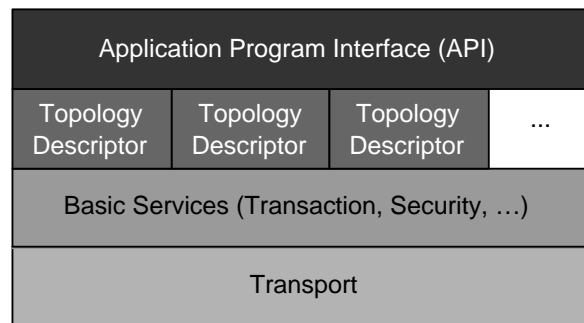 Application Program Interface (API)
Topology Descriptor
Topology Descriptor
Topology Descriptor
...
Basic Services (Transaction, Security, …)
Transport